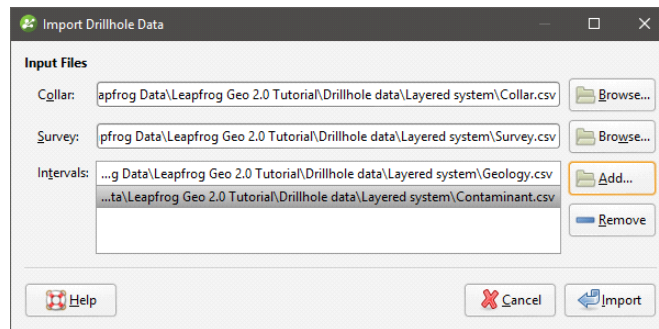 Import Drillhole Data
Input Files
Collar: apfrog Data\Leapfrog Geo 2.0 Tutorial\Drillhole data\Layered system\Collar.csv Browse...
Survey: pfrog Data\Leapfrog Geo 2.0 Tutorial\Drillhole data\Layered system\Survey.csv Browse...
Intervals: ...g Data\Leapfrog Geo 2.0 Tutorial\Drillhole data\Layered system\Geology.csv Add...
...ta\Leapfrog Geo 2.0 Tutorial\Drillhole data\Layered system\Contaminant.csv
Remove
Help Cancel Import